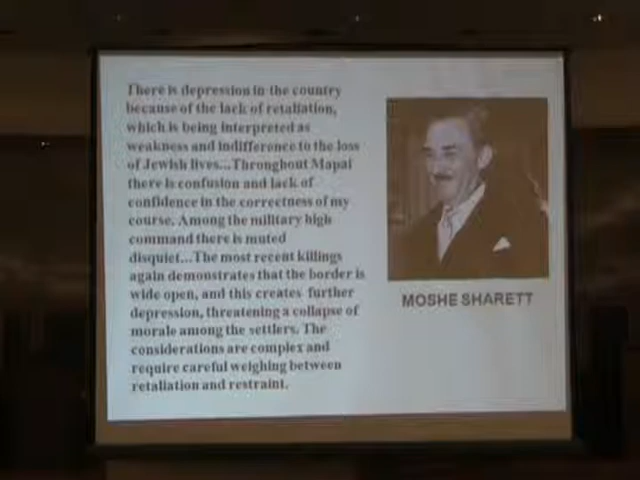 There is depression in the country
because of the lack of retaliation,
which is being interpreted as
weakness and indifference to the loss
of Jewish lives...Throughout Mapai
there is confusion and lack of
confidence in the correctness of my
course. Among the military high
command there is muted
disquiet...The most recent killings
again demonstrates that the border is
wide open, and this creates further
depression, threatening a collapse of
morale among the settlers. The
considerations are complex and
require careful weighing between
retaliation and restraint.
MOSHE SHARETT